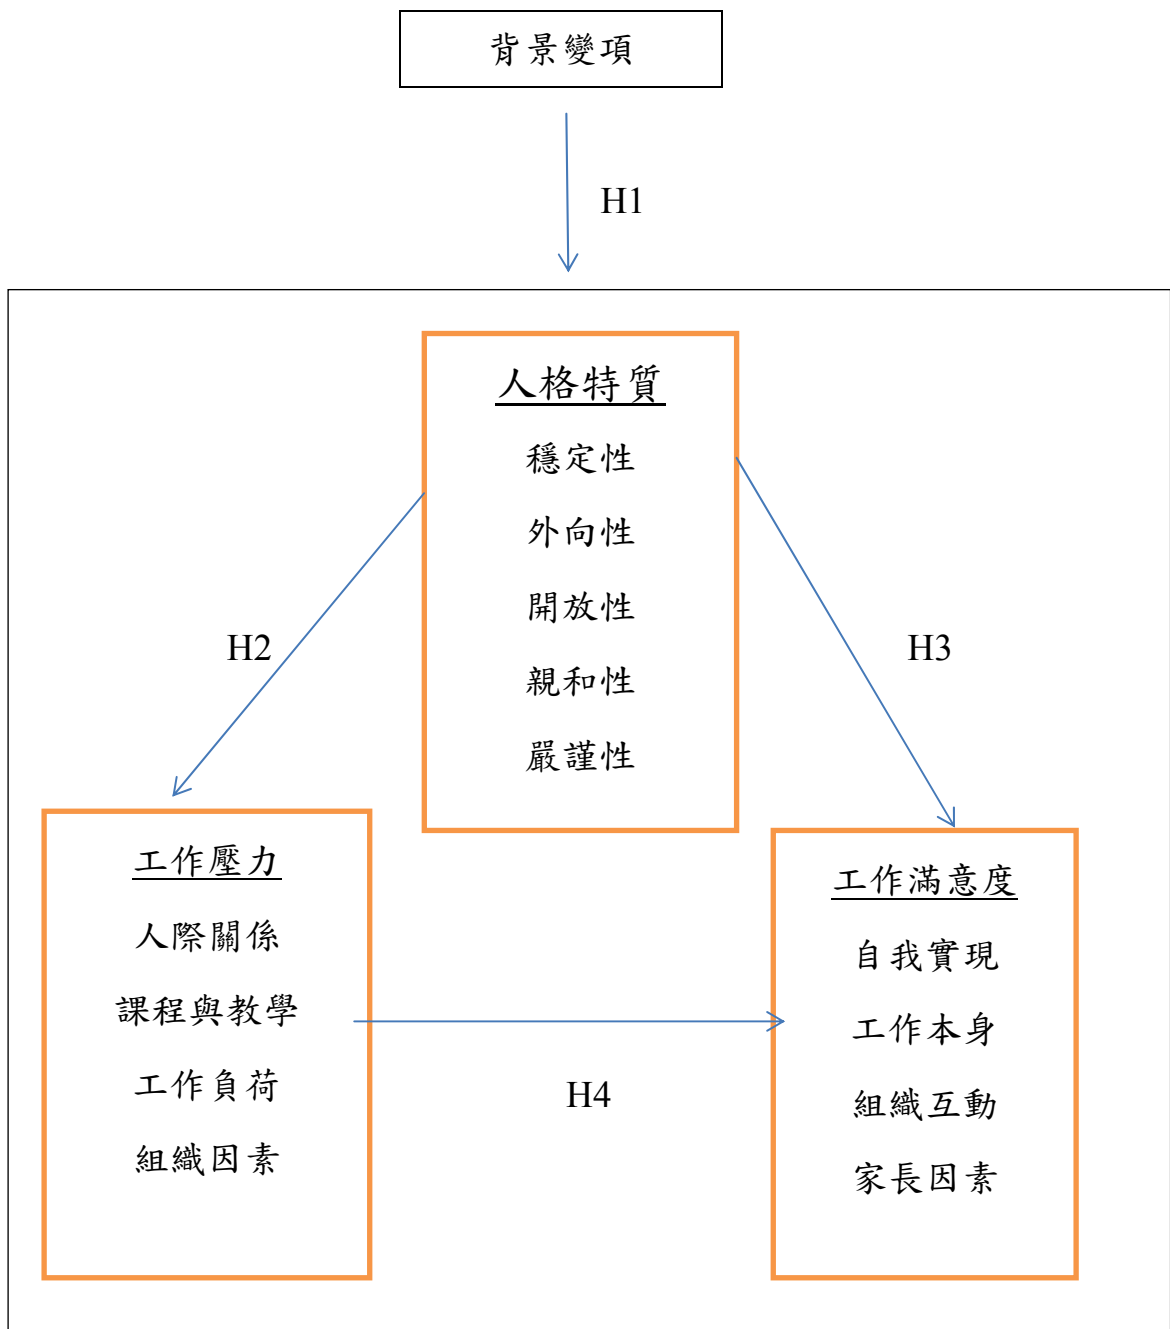 背景變項
H1
人格特質
穩定性
外向性
開放性
親和性
嚴謹性
H2
H3
工作壓力
人際關係
課程與教學
工作負荷
組織因素
H4
工作滿意度
自我實現
工作本身
組織互動
家長因素